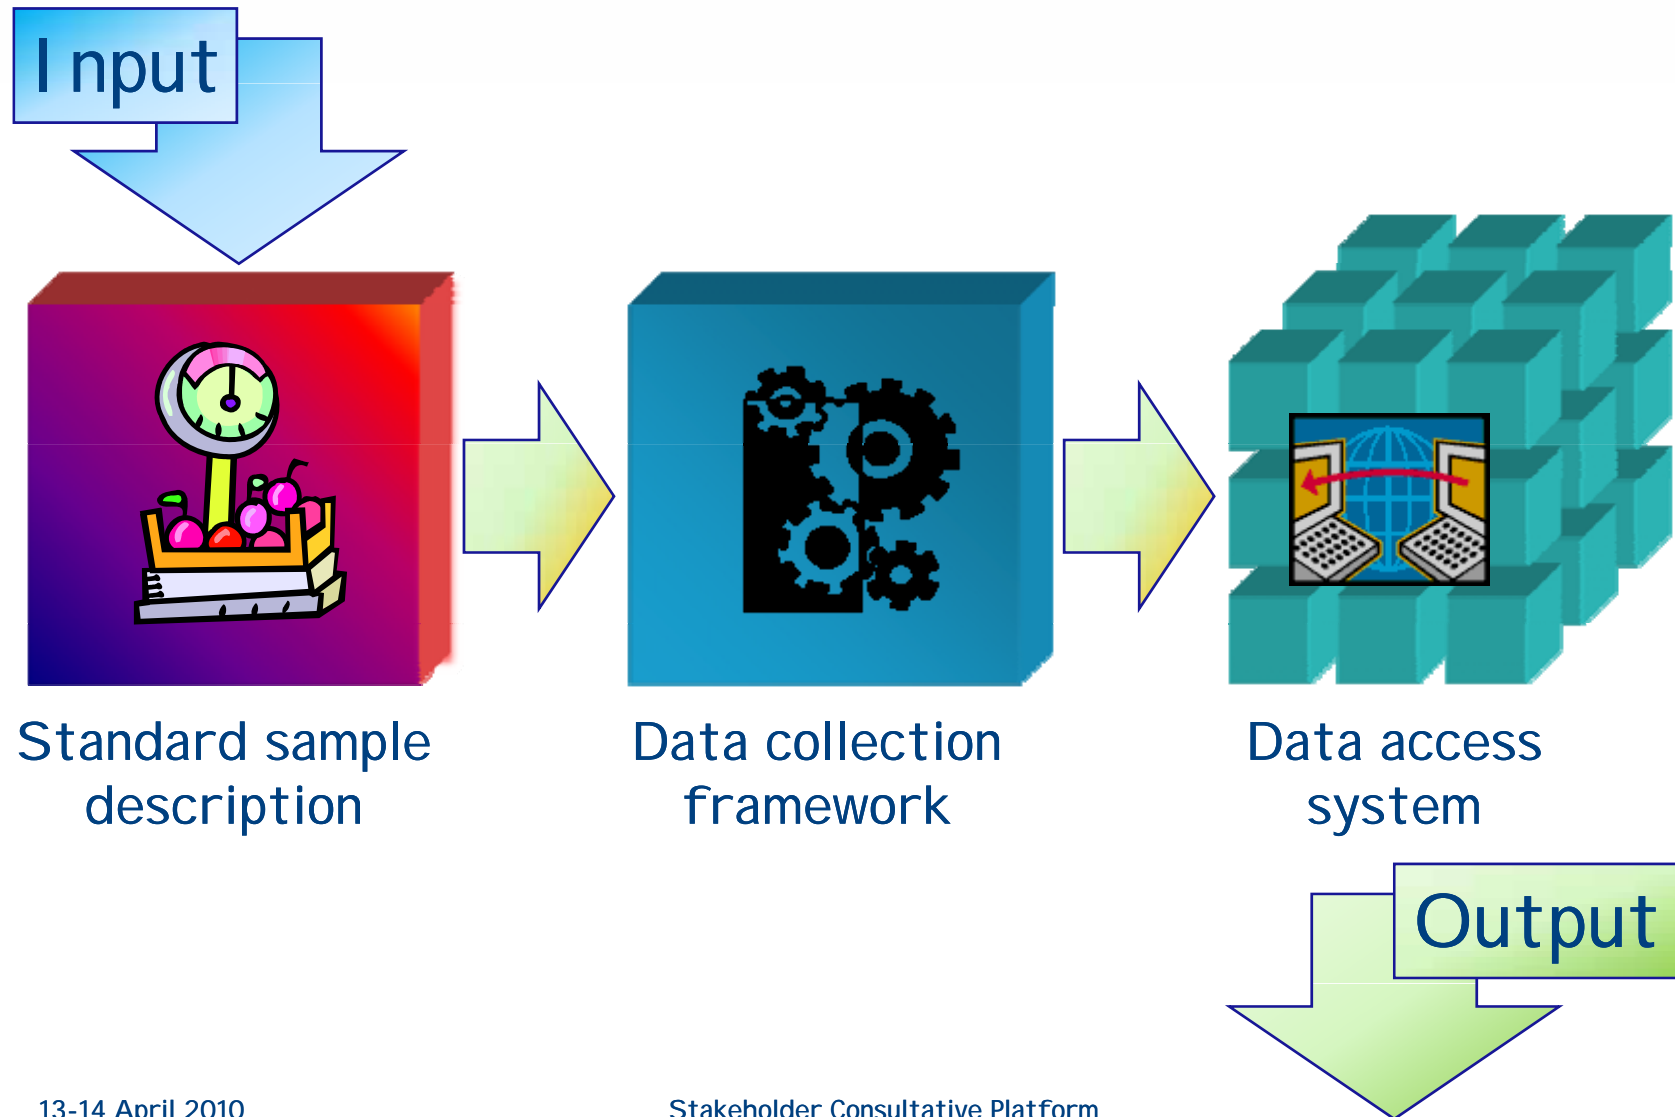 Input
Standard sample
description
Data collection
framework
Data access
system
Output
13-14 April 2010
Stakeholder Consultative Platform